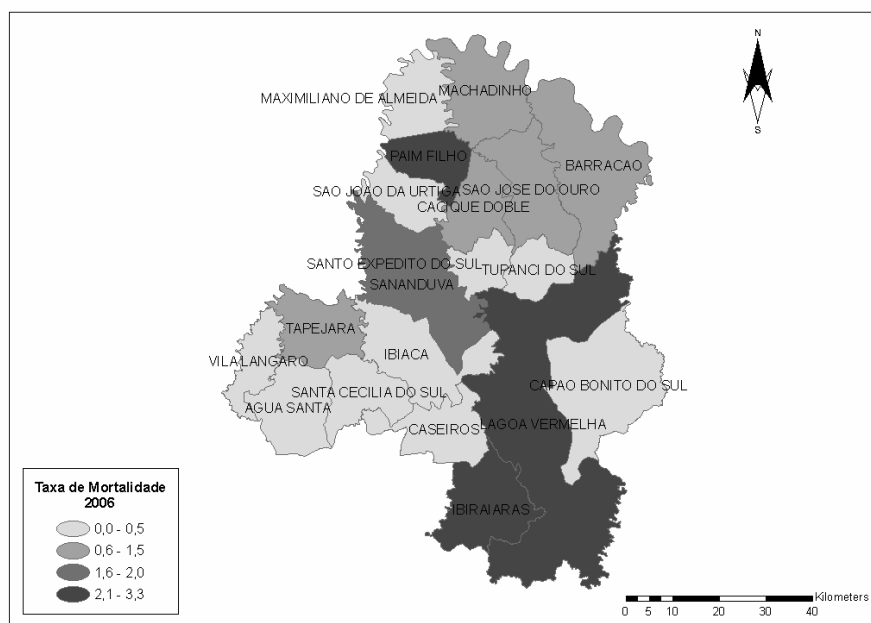 N
S
MAXIMILIANO DE ALMEIDA
MACHADINHO
PAIM FILHO
BARRACAO
SAO JOÃO DA URTIGA
SAO JOSE DO OURO
CACIQUE DOBLE
SANTO EXPEDITO DO SUL
TUPANCI DO SUL
SANANDUVA
TAPEJARA
IBIACA
VILA LANGARO
CAPAO BONITO DO SUL
SANTA CECILIA DO SUL
AGUA SANTA
CASEIROS
LAGOA VERMELHA
IBIRAIARAS
Taxa de Mortalidade
2006
0,0 - 0,5
0,6 - 1,5
1,6 - 2,0
2,1 - 3,3
Kilometers
0 5 10 20 30 40